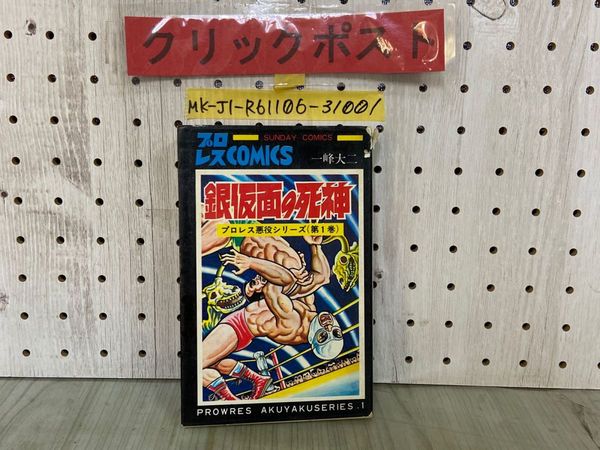 クリックポスト
MK-J1-R61106-31001
プロレスCOMICS
SUNDAY COMICS
一峰大二
銀仮面の死神
プロレス悪役シリーズ(第1巻)
PROWRES AKUYAKUSERIES.1